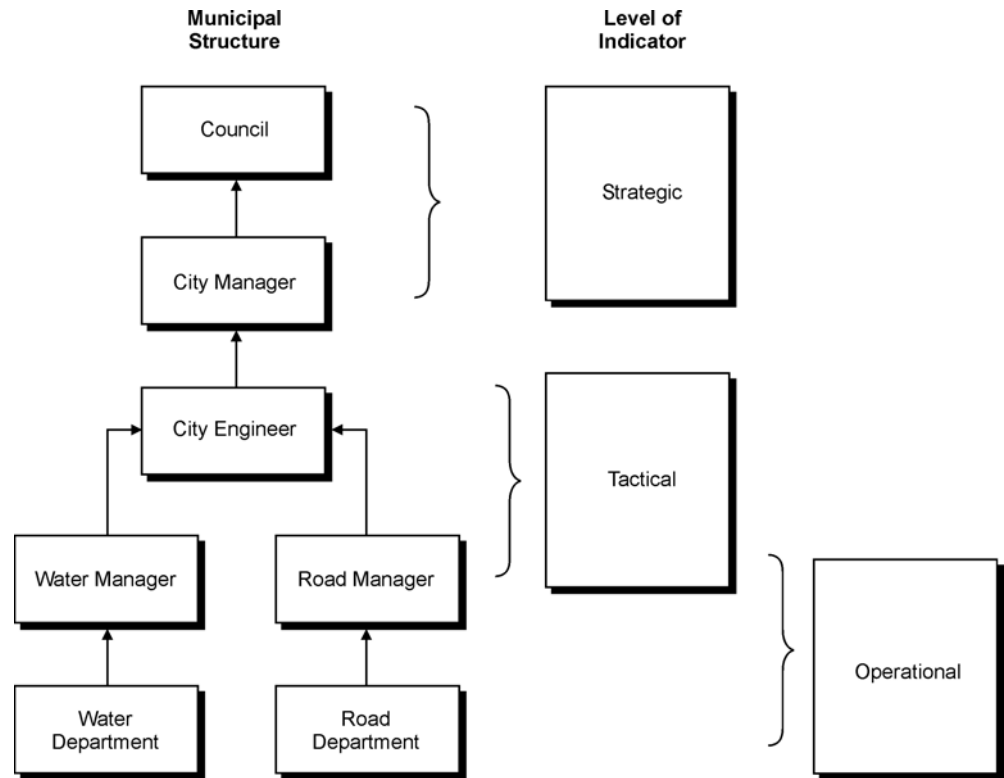 Municipal
Structure
Level of
Indicator
Council
Strategic
City Manager
City Engineer
Tactical
Water Manager
Road Manager
Operational
Water
Department
Road
Department